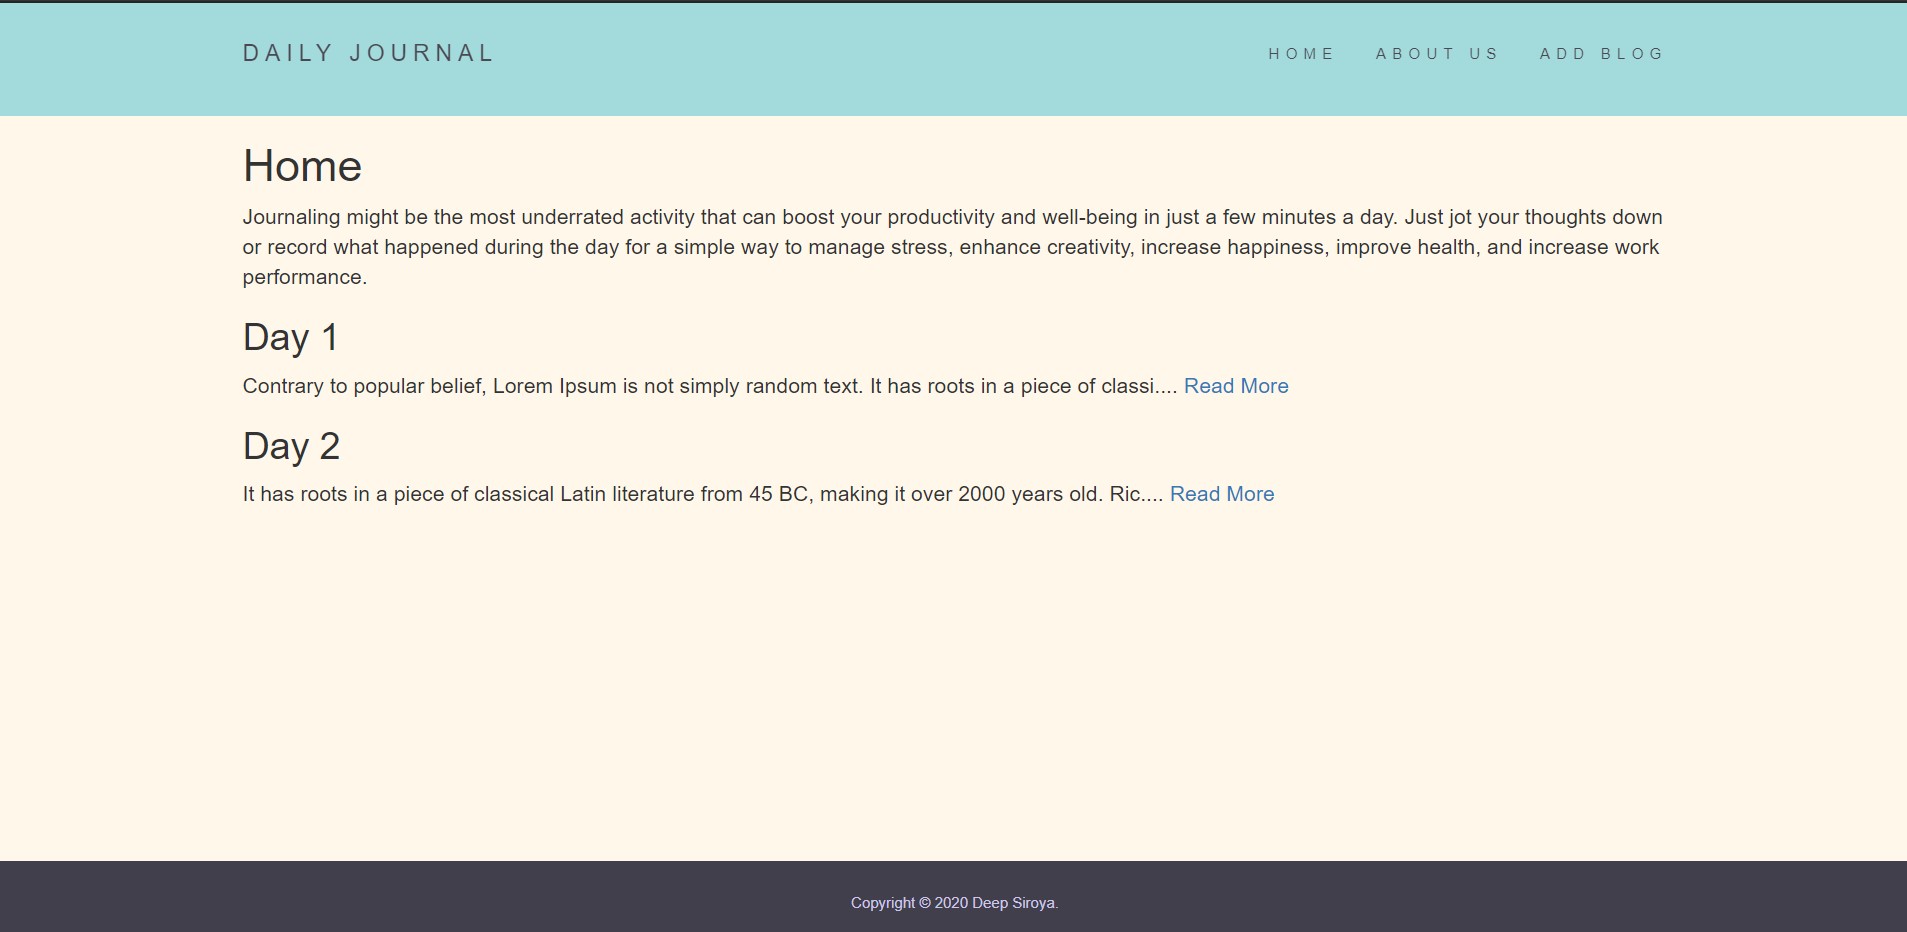 DAILY JOURNAL
HOME ABOUT US ADD BLOG
Home
Journaling might be the most underrated activity that can boost your productivity and well-being in just a few minutes a day. Just jot your thoughts down
or record what happened during the day for a simple way to manage stress, enhance creativity, increase happiness, improve health, and increase work
performance.
Day 1
Contrary to popular belief, Lorem Ipsum is not simply random text. It has roots in a piece of classi.... Read More
Day 2
It has roots in a piece of classical Latin literature from 45 BC, making it over 2000 years old. Ric.... Read More
Copyright © 2020 Deep Siroya.